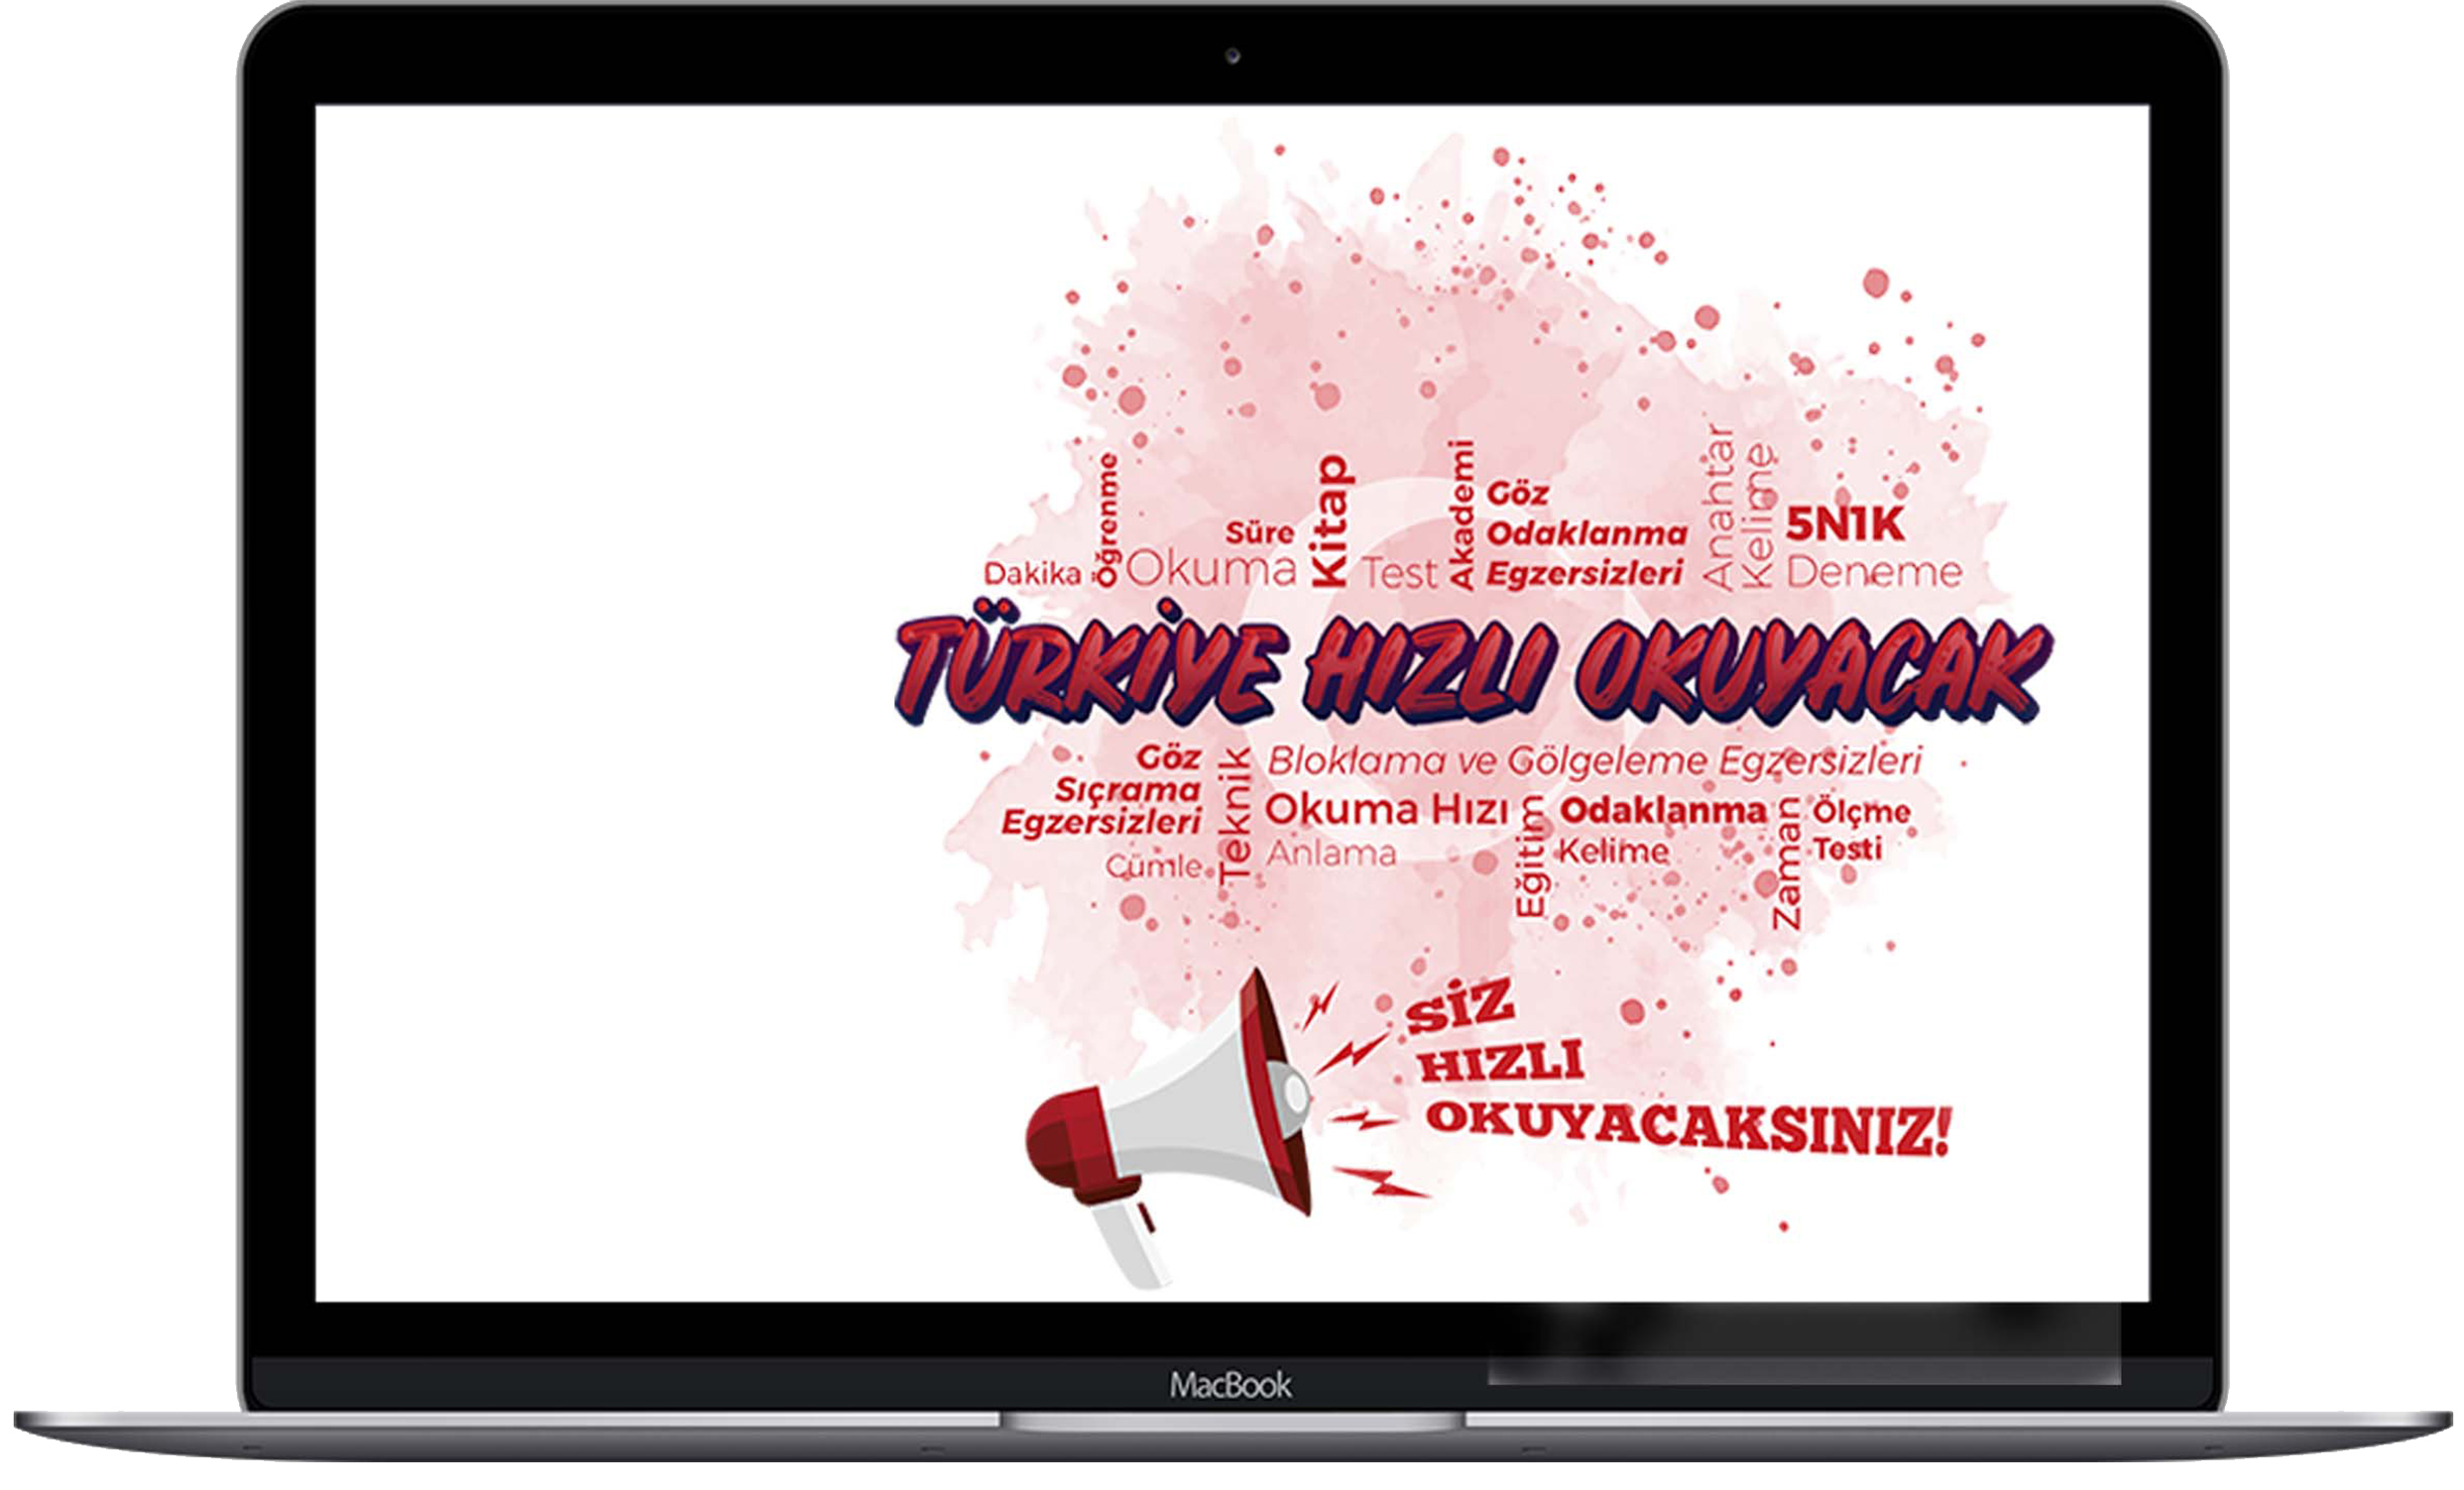 Dakika
Öğrenme
Süre
Okuma
Kitap
Test
Akademi
Göz
Odaklanma
Egzersizleri
Anahtar
Kelime
5N1K
Deneme
TÜRKİYE HIZLI OKUYACAK
Göz
Sıçrama
Egzersizleri
Cümle
Teknik
Bloklama ve Gölgeleme Egzersizleri
Okuma Hızı
Anlama
Eğitim
Odaklanma
Kelime
Zaman
Ölçme
Testi
SİZ
HIZLI
OKUYACAKSINIZ!
MacBook